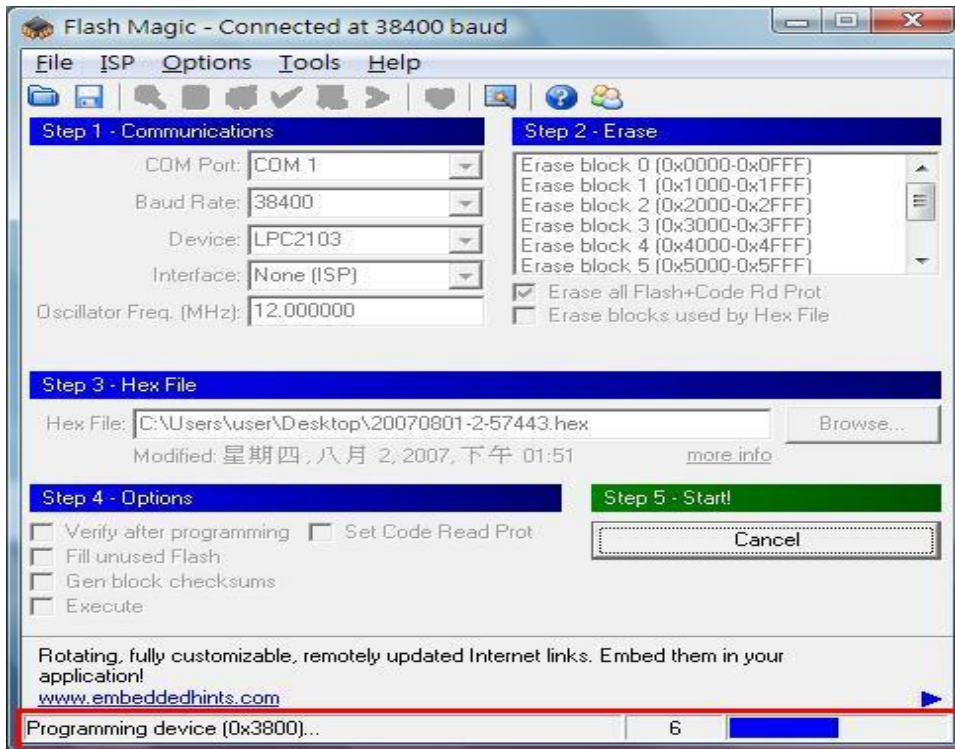 Flash Magic - Connected at 38400 baud
File ISP Options Tools Help
Step 1 - Communications
COM Port: COM 1
Baud Rate: 38400
Device: LPC2103
Interface: None (ISP)
Oscillator Freq. (MHz): 12.000000
Step 2 - Erase
Erase block 0 (0x0000-0x0FFF)
Erase block 1 (0x1000-0x1FFF)
Erase block 2 (0x2000-0x2FFF)
Erase block 3 (0x3000-0x3FFF)
Erase block 4 (0x4000-0x4FFF)
Erase block 5 (0x5000-0x5FFF)
Erase all Flash+Code Rd Prot
Erase blocks used by Hex File
Step 3 - Hex File
Hex File: C:\Users\user\Desktop\20070801-2-57443.hex Browse...
Modified: 星期四, 八月 2, 2007, 下午 01:51 more info
Step 4 - Options
Verify after programming Set Code Read Prot
Fill unused Flash
Gen block checksums
Execute
Step 5 - Start!
Cancel
Rotating, fully customizable, remotely updated Internet links. Embed them in your
application!
www.embeddedhints.com
Programming device (0x3800)... 6